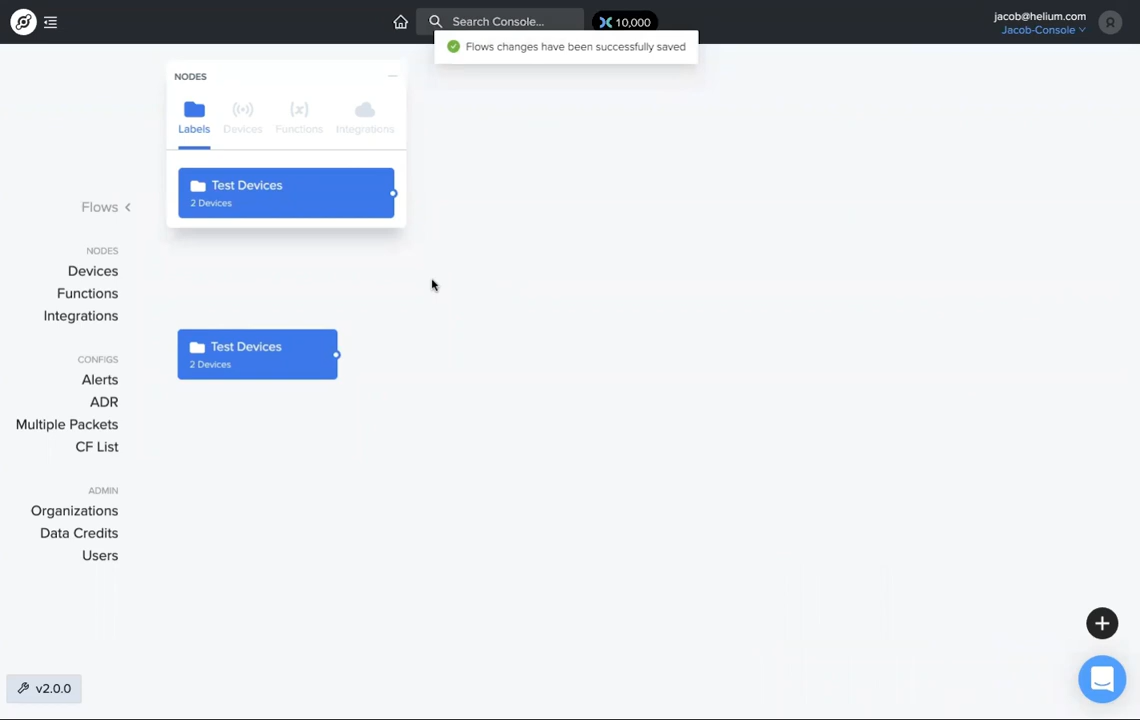 Search Console...
10,000
jacob@helium.com
Jacob-Console
R
Flows changes have been successfully saved
NODES
Labels
Devices
Functions
Integrations
Test Devices
2 Devices
Flows
NODES
Devices
Functions
Integrations
Test Devices
2 Devices
CONFIGS
Alerts
ADR
Multiple Packets
CF List
ADMIN
Organizations
Data Credits
Users
v2.0.0